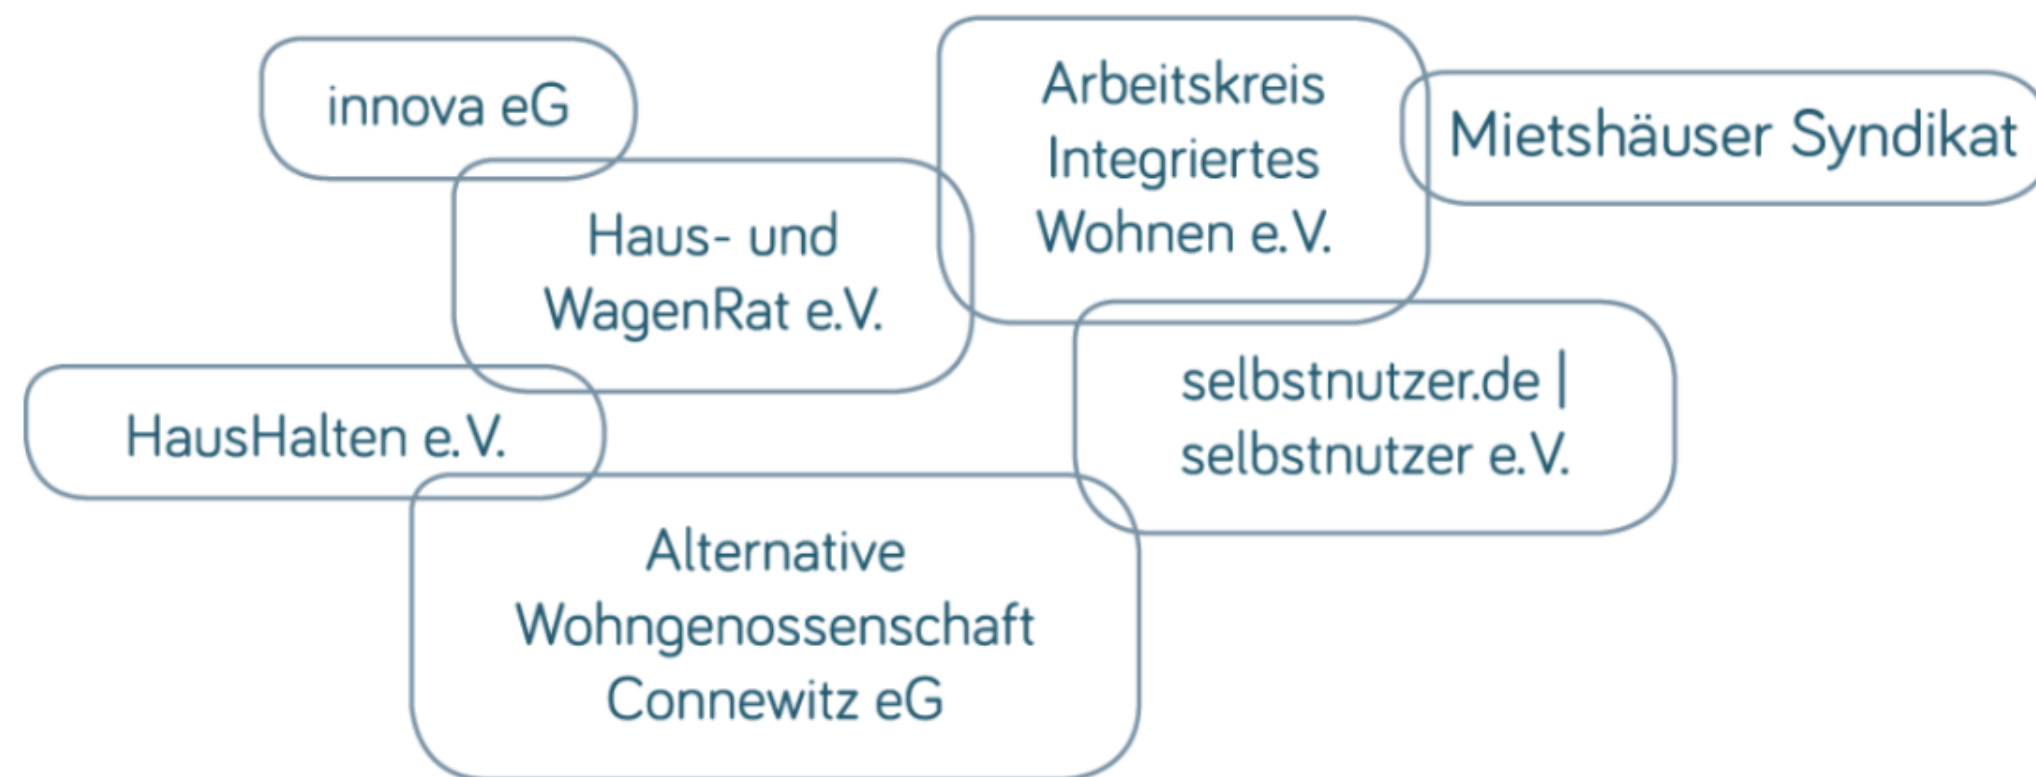 innova eG
Arbeitskreis
Integriertes
Wohnen e.V.
Mietshäuser Syndikat
Haus- und
WagenRat e.V.
HausHalten e.V.
selbstnutzer.de |
selbstnutzer e.V.
Alternative
Wohngenossenschaft
Connewitz eG